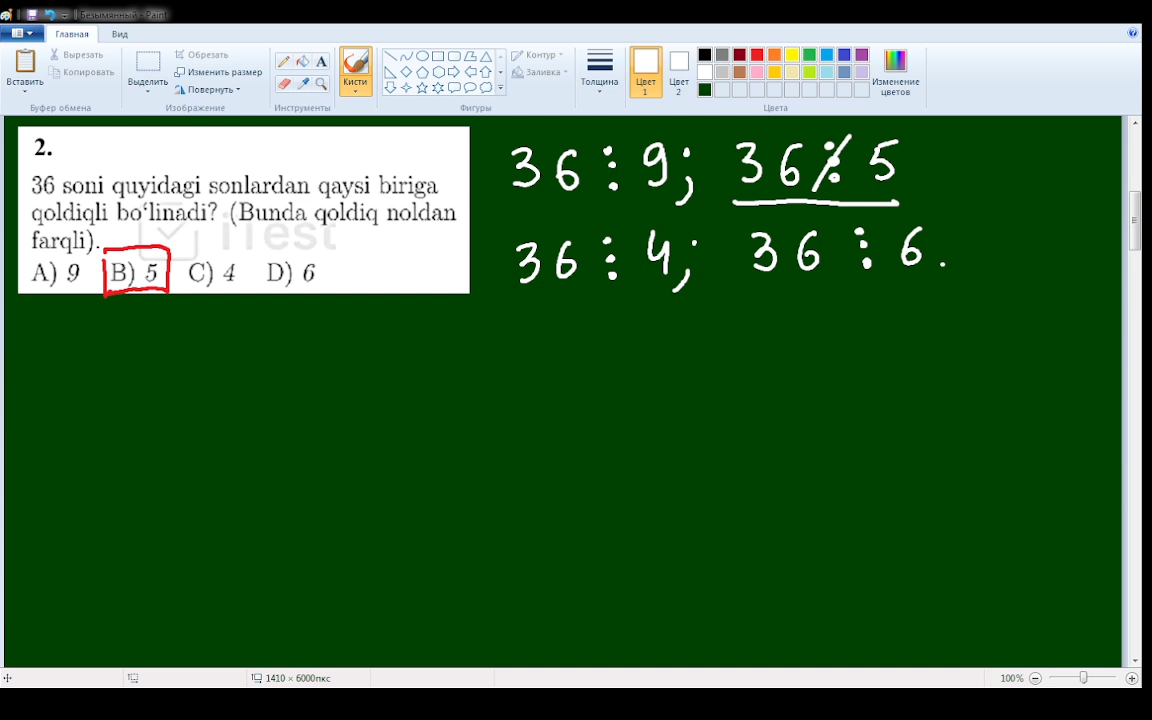 Безымянный - Paint
Главная Вид
Вставить
Вырезать
Копировать
Буфер обмена
Выделить
Обрезать
Изменить размер
Повернуть
Изображение
A
Инструменты
Кисти
Фигуры
Контур
Заливка
Толщина
Цвет 1
Цвет 2
Цвета
Изменение цветов
2.
36 soni quyidagi sonlardan qaysi biriga
qoldiqli bo‘linadi? (Bunda qoldiq noldan
farqli).
A) 9 B) 5 C) 4 D) 6
iTest
36 ⋮ 9; 36 ⋮̸ 5
36 ⋮ 4; 36 ⋮ 6.
1410 × 6000пкс
100%